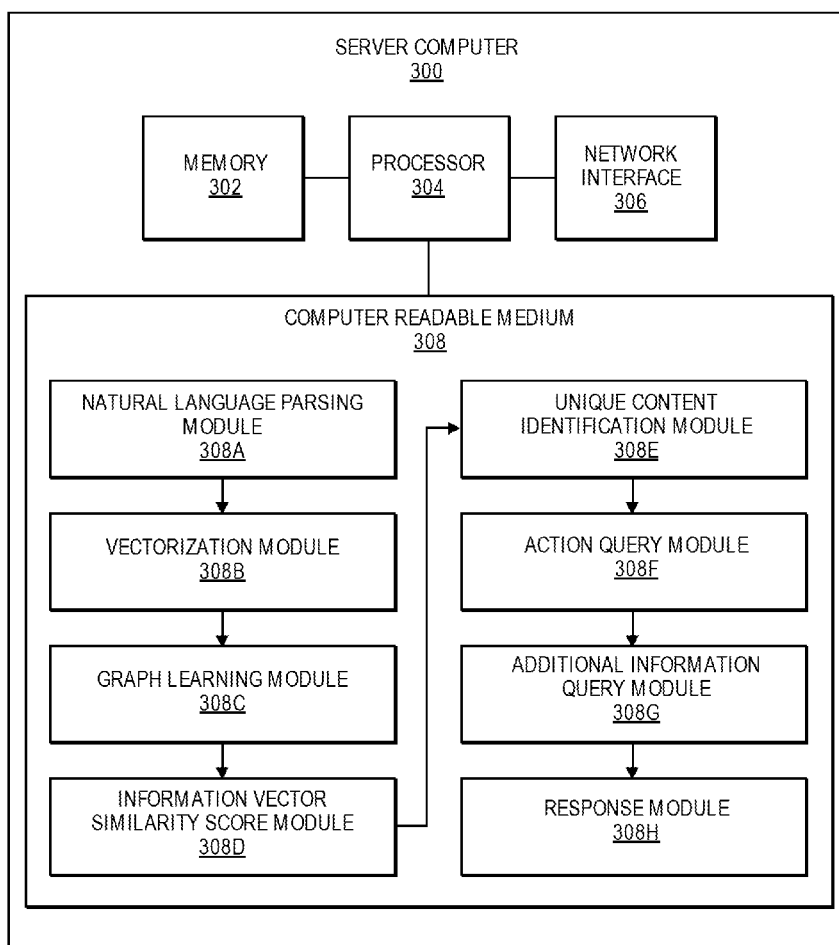 SERVER COMPUTER
300
MEMORY
302
PROCESSOR
304
NETWORK
INTERFACE
306
COMPUTER READABLE MEDIUM
308
NATURAL LANGUAGE PARSING
MODULE
308A
VECTORIZATION MODULE
308B
GRAPH LEARNING MODULE
308C
INFORMATION VECTOR
SIMILARITY SCORE MODULE
308D
UNIQUE CONTENT
IDENTIFICATION MODULE
308E
ACTION QUERY MODULE
308F
ADDITIONAL INFORMATION
QUERY MODULE
308G
RESPONSE MODULE
308H